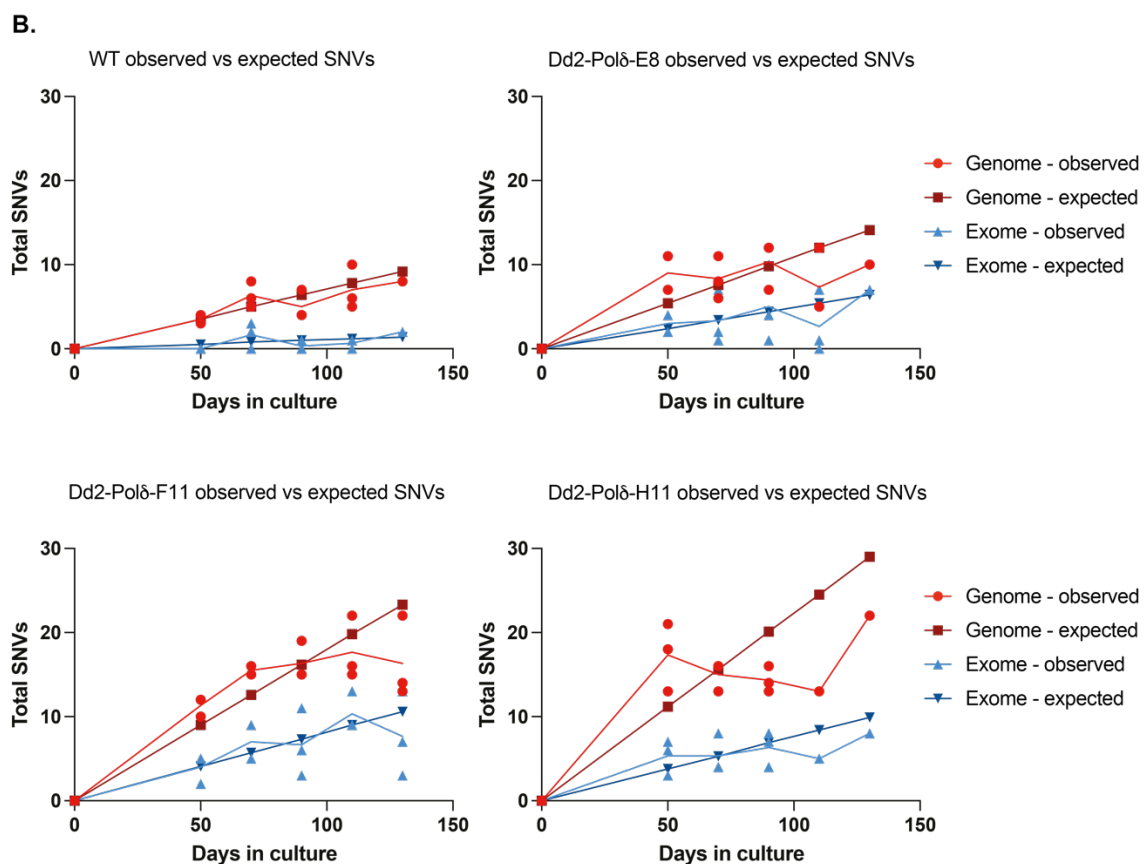 B.
WT observed vs expected SNVs
30
20
10
0
Total SNVs
0 50 100 150
Days in culture
Dd2-Polδ-E8 observed vs expected SNVs
30
20
10
0
Total SNVs
0 50 100 150
Days in culture
Genome - observed
Genome - expected
Exome - observed
Exome - expected
Dd2-Polδ-F11 observed vs expected SNVs
30
20
10
0
Total SNVs
0 50 100 150
Days in culture
Dd2-Polδ-H11 observed vs expected SNVs
30
20
10
0
Total SNVs
0 50 100 150
Days in culture
Genome - observed
Genome - expected
Exome - observed
Exome - expected